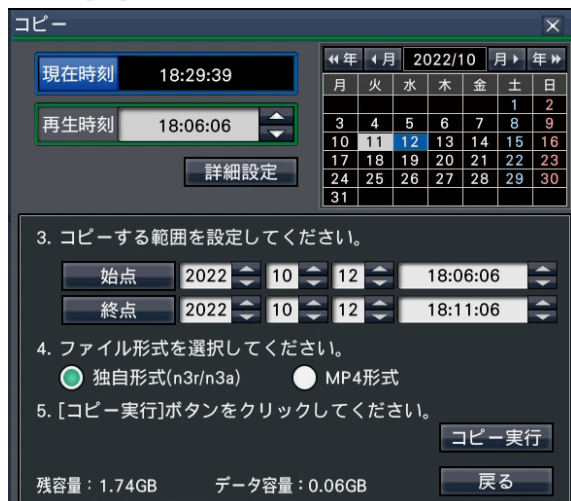 コピー
現在時刻 18:29:39
再生時刻 18:06:06
詳細設定
年 月 2022/10 月 年
月 火 水 木 金 土 日
1 2
3 4 5 6 7 8 9
10 11 12 13 14 15 16
17 18 19 20 21 22 23
24 25 26 27 28 29 30
31
3. コピーする範囲を設定してください。
始点 2022 10 12 18:06:06
終点 2022 10 12 18:11:06
4. ファイル形式を選択してください。
独自形式(n3r/n3a) MP4形式
5. [コピー実行]ボタンをクリックしてください。
コピー実行
残容量：1.74GB データ容量：0.06GB 戻る